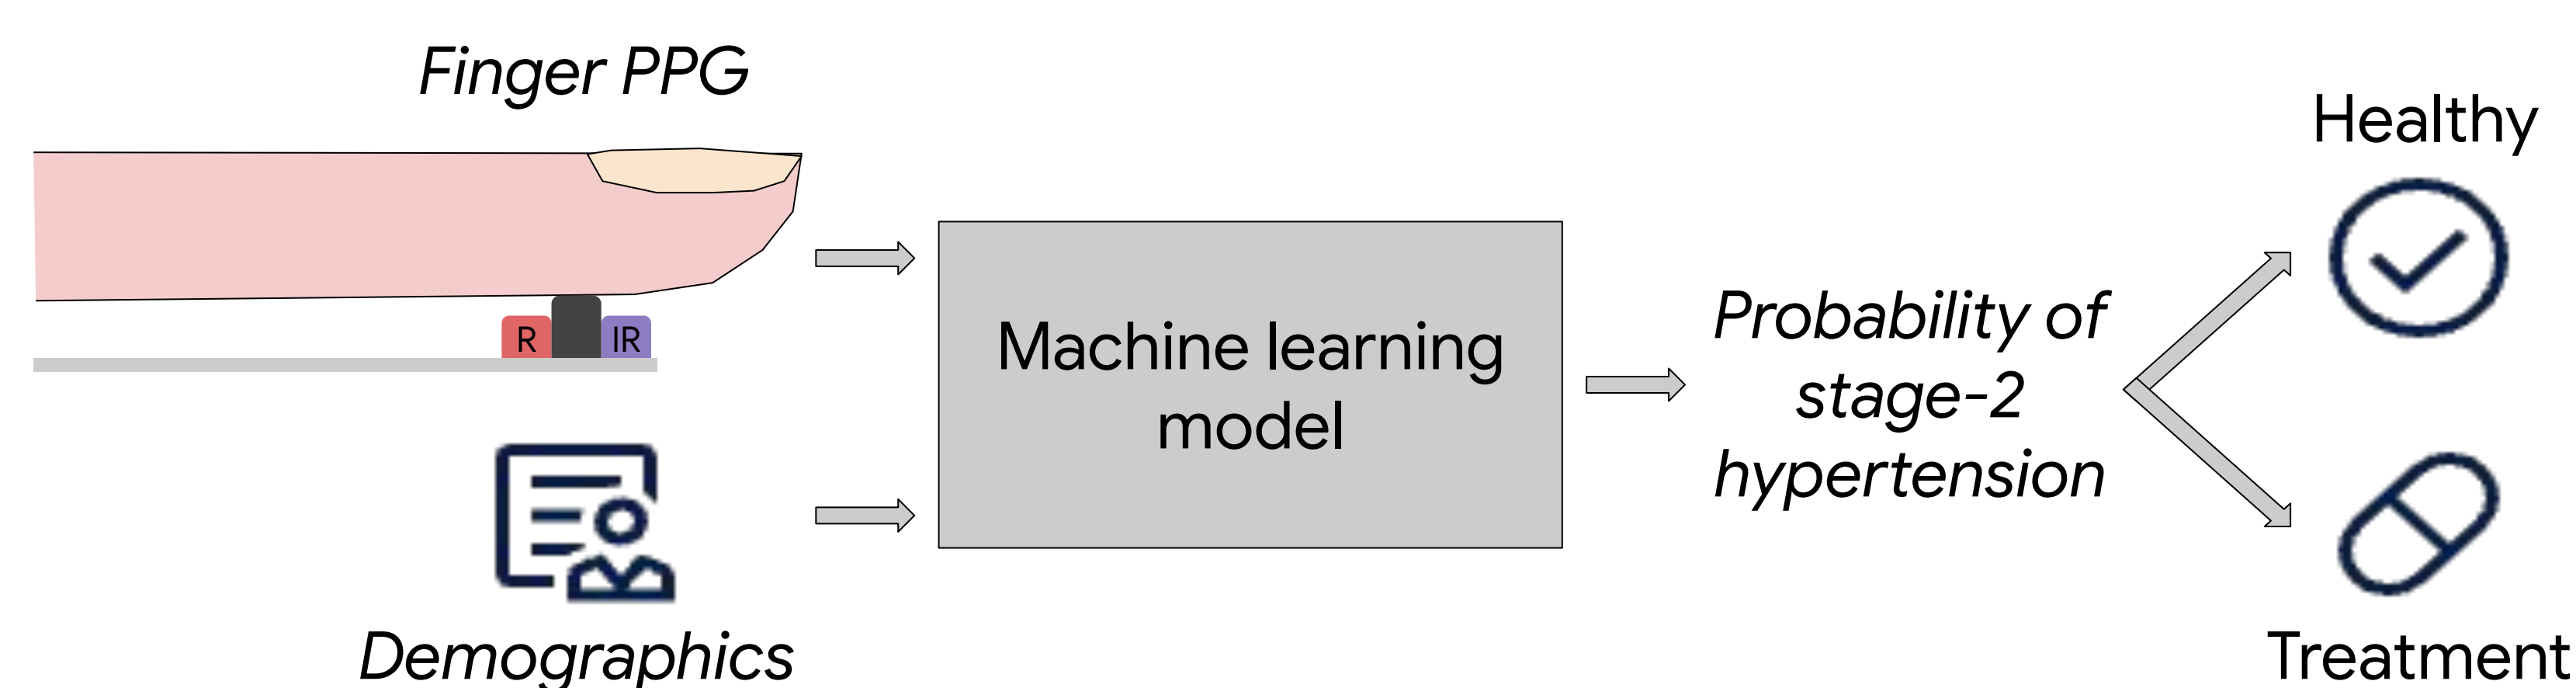 Finger PPG
R
IR
Demographics
Machine learning
model
Probability of
stage-2
hypertension
Healthy
Treatment